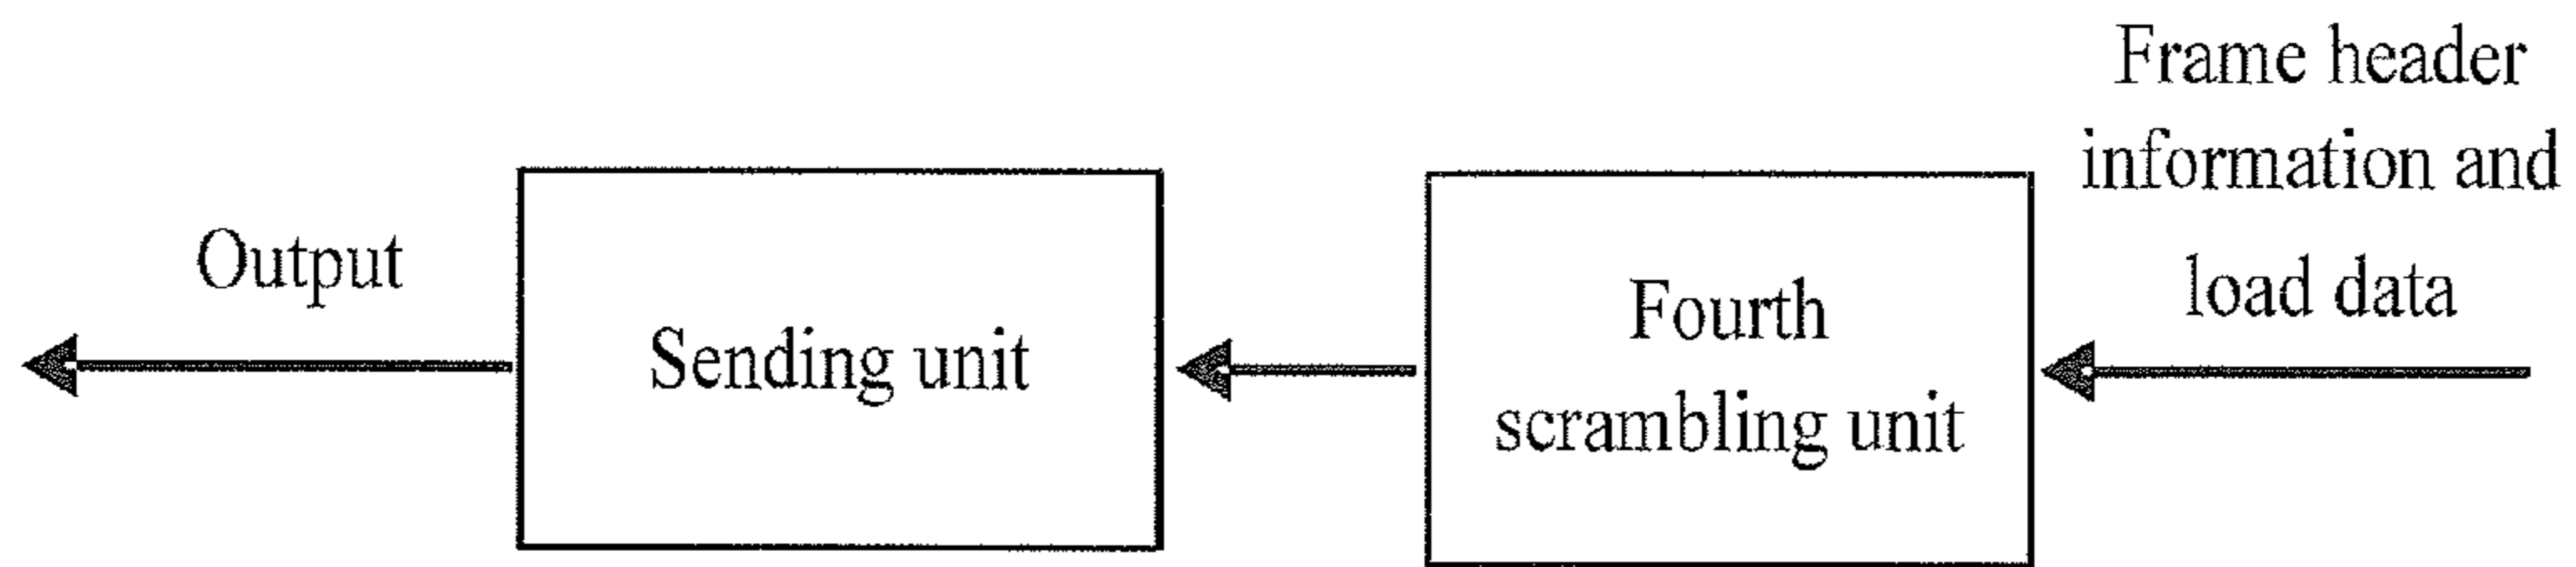 Output
Sending unit
Fourth
scrambling unit
Frame header
information and
load data